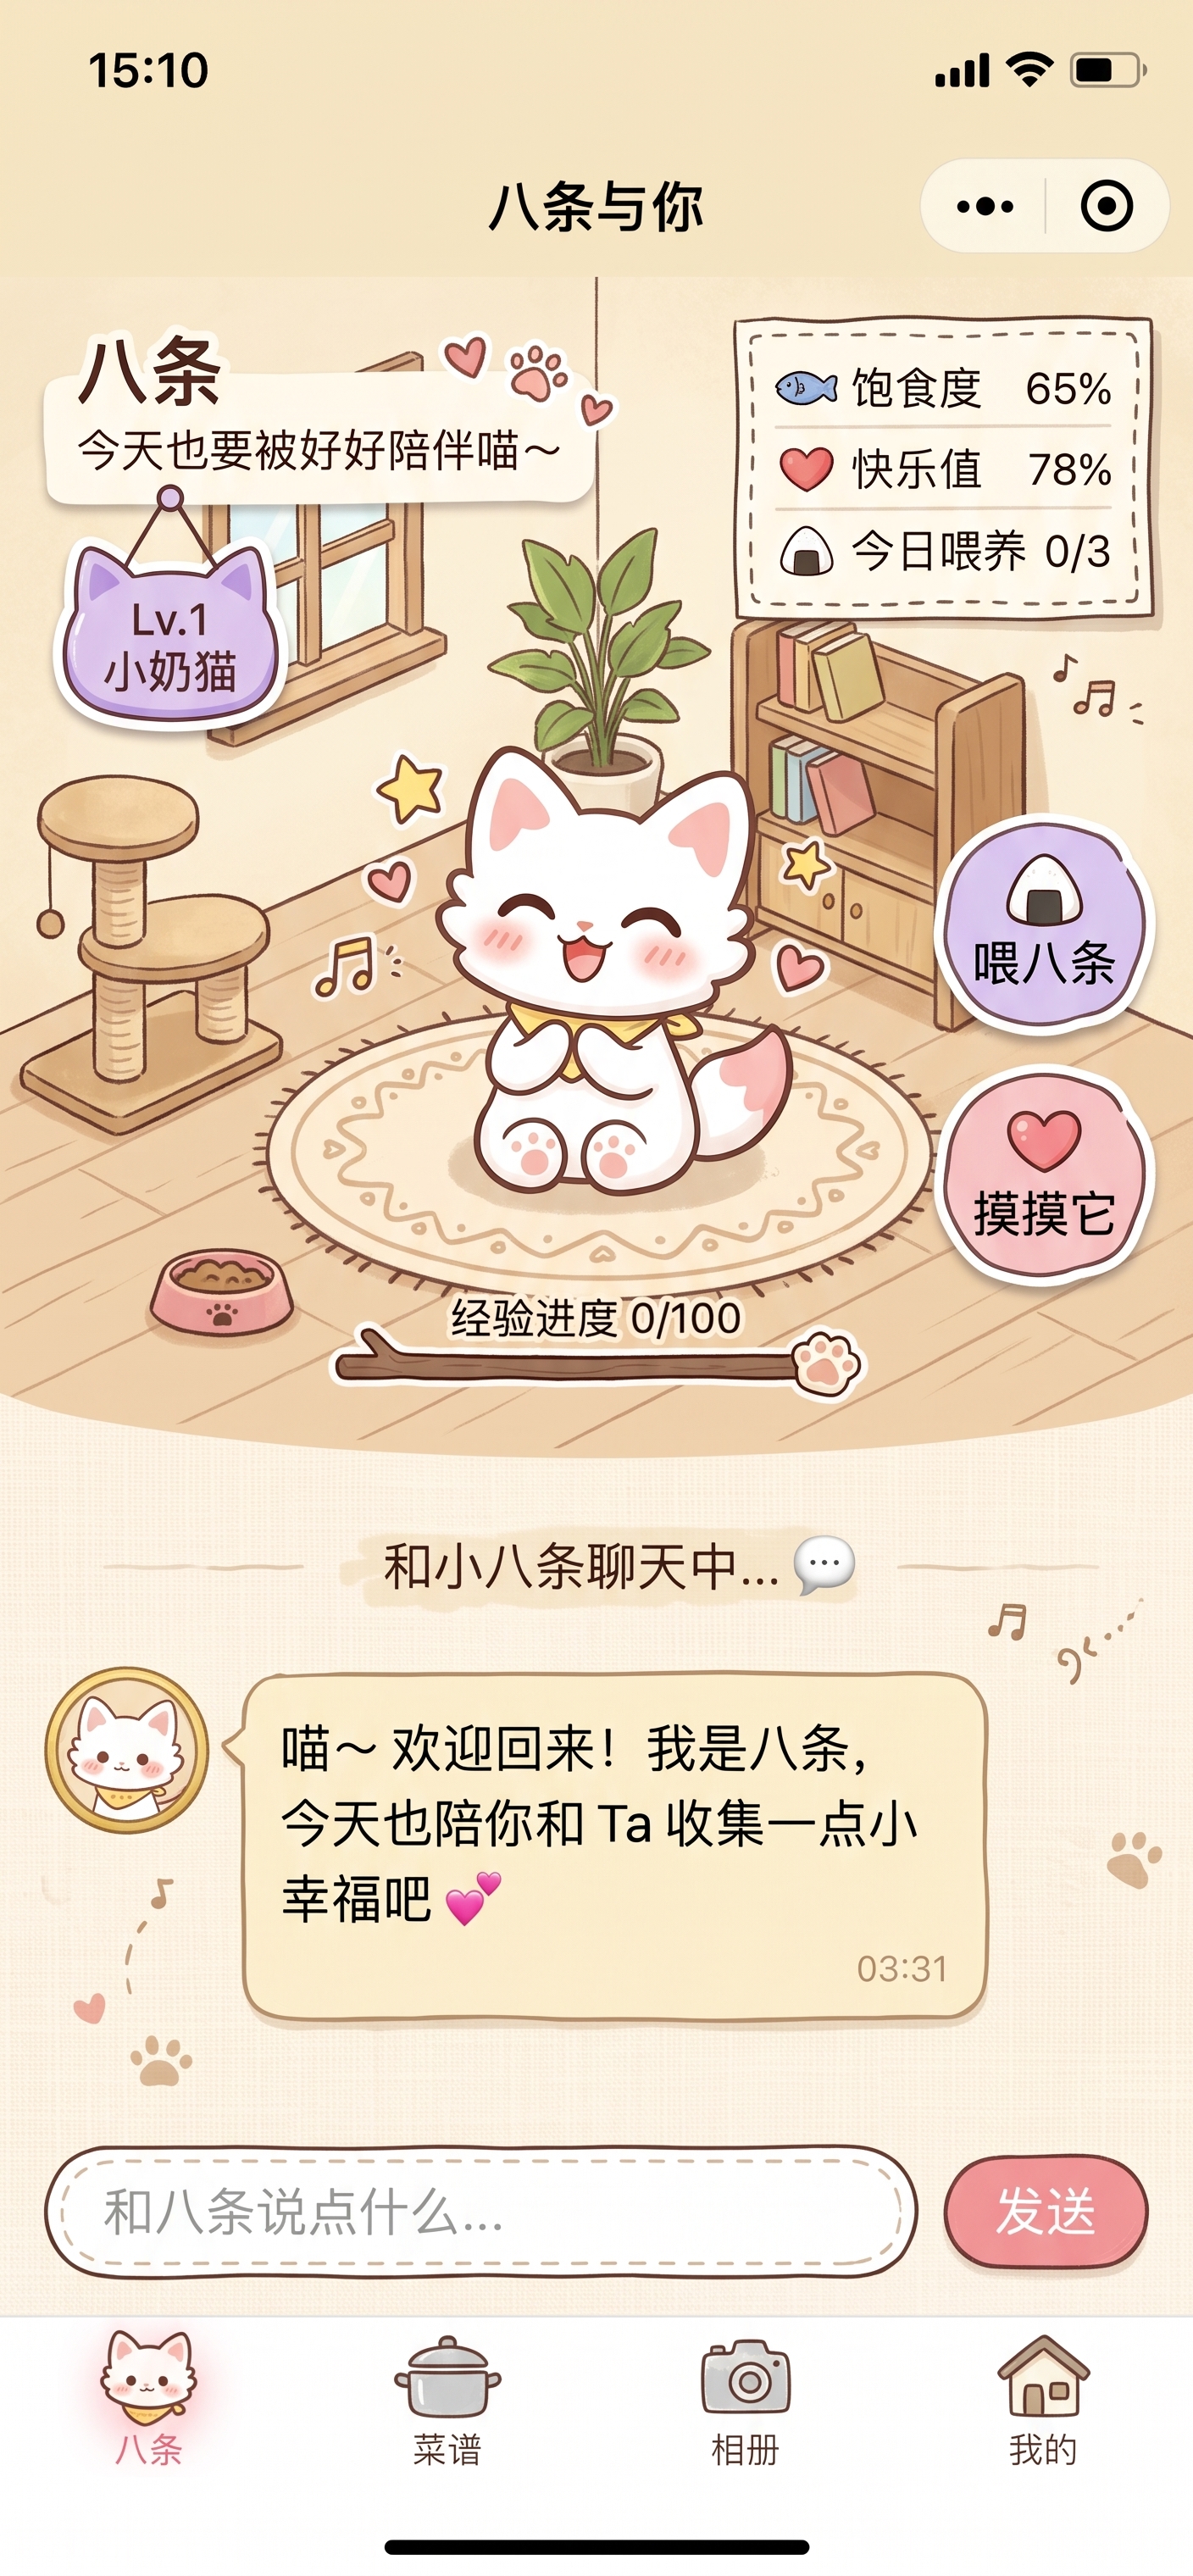 15:10
八条与你
八条
今天也要被好好陪伴喵～
饱食度 65%
快乐值 78%
今日喂养 0/3
Lv.1
小奶猫
喂八条
摸摸它
经验进度 0/100
和小八条聊天中...
喵～ 欢迎回来！我是八条，
今天也陪你和 Ta 收集一点小
幸福吧 💕
03:31
和八条说点什么...
发送
八条
菜谱
相册
我的